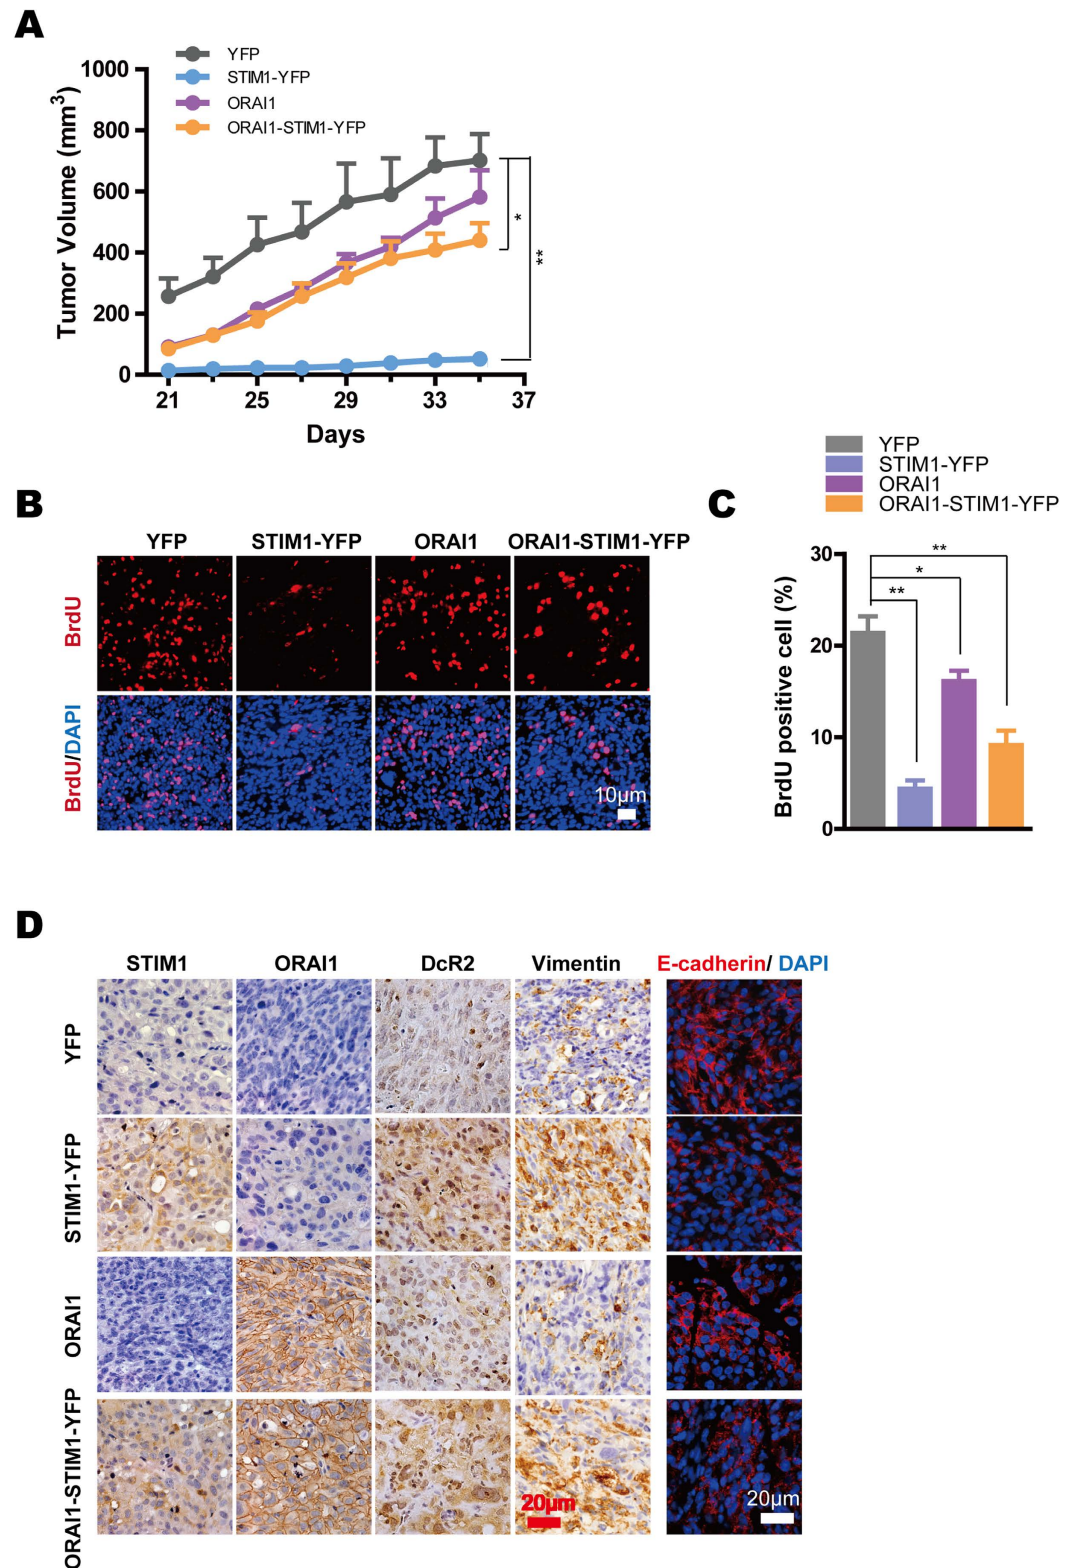 A
YFP
STIM1-YFP
ORAI1
ORAI1-STIM1-YFP
Tumor Volume (mm3)
1000
800
600
400
200
0
21 25 29 33 37
Days
*
**
B
YFP STIM1-YFP ORAI1 ORAI1-STIM1-YFP
BrdU
BrdU/DAPI
10μm
C
YFP
STIM1-YFP
ORAI1
ORAI1-STIM1-YFP
BrdU positive cell (%)
30
20
10
0
**
*
**
D
STIM1 ORAI1 DcR2 Vimentin E-cadherin/ DAPI
YFP
STIM1-YFP
ORAI1
ORAI1-STIM1-YFP
20μm
20μm